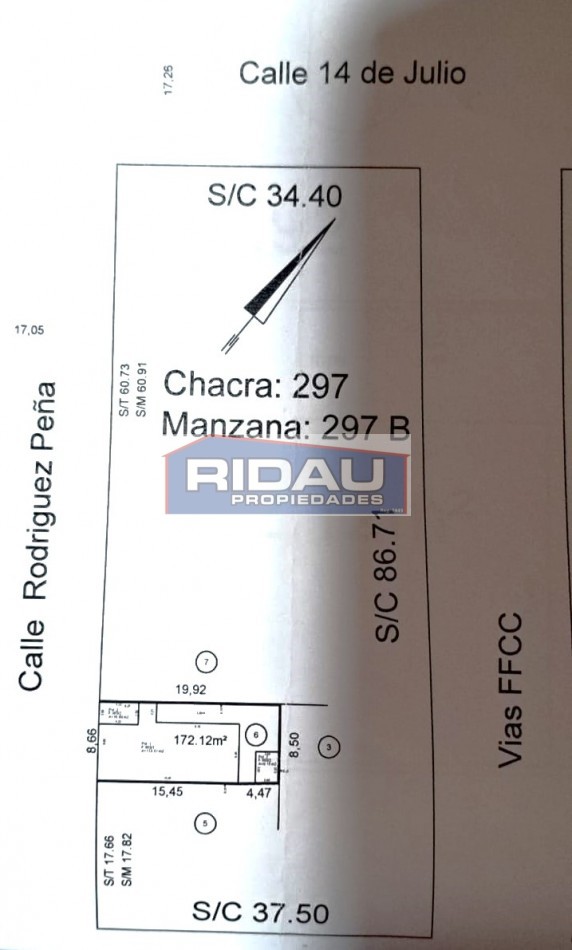 17,26
Calle 14 de Julio
S/C 34.40
17,05
S/T 60.73
S/M 60.91
Chacra: 297
Manzana: 297 B
RIDAU
PROPIEDADES
Calle Rodriguez Peña
S/C 86.71
Vias FFCC
7
19,92
8,66
172.12m²
6
8,50
3
15,45
4,47
5
S/T 17.66
S/M 17.82
S/C 37.50